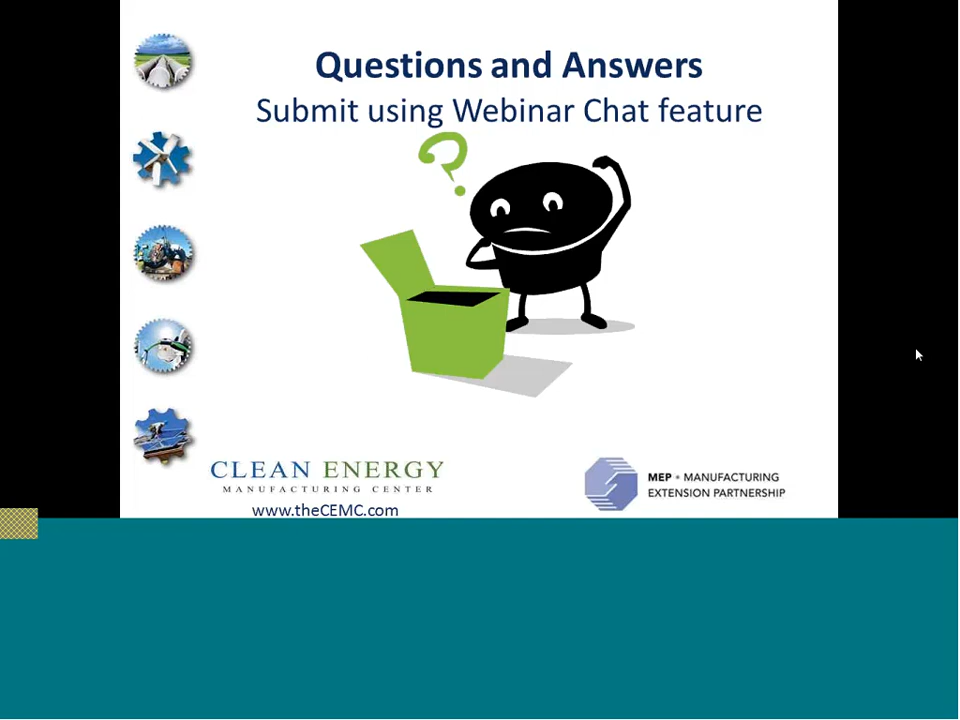 Questions and Answers
Submit using Webinar Chat feature
?
CLEAN ENERGY
MANUFACTURING CENTER
www.theCEMC.com
MEP • MANUFACTURING
EXTENSION PARTNERSHIP